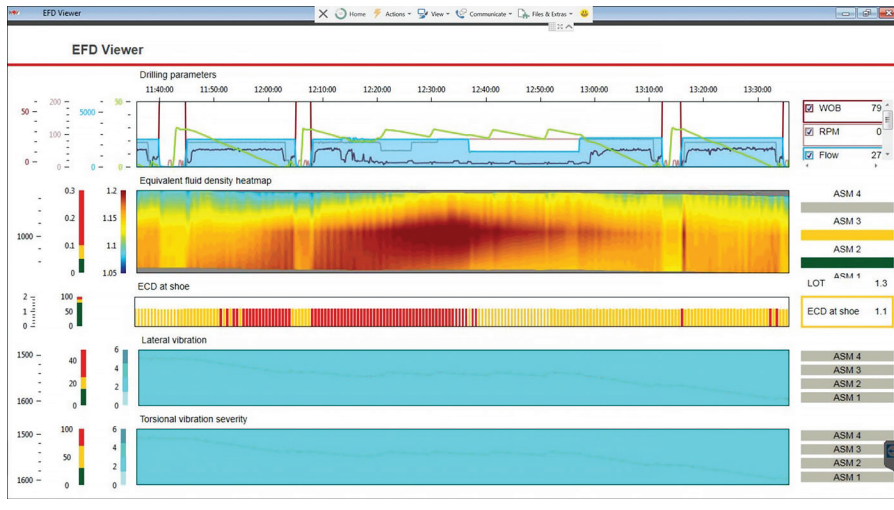 EFD Viewer
Home Actions View Communicate Files & Extras
EFD Viewer
Drilling parameters
11:40:00 11:50:00 12:00:00 12:10:00 12:20:00 12:30:00 12:40:00 12:50:00 13:00:00 13:10:00 13:20:00 13:30:00
50 200 5000 50
100
0 0 0 0
WOB 79
RPM 0
Flow 27
Equivalent fluid density heatmap
0.3 1.2
0.2 1.15
1000
0.1 1.1
0 1.05
ASM 4
ASM 3
ASM 2
ASM 1
LOT 1.3
ECD at shoe
2 100
1 50
0 0
ECD at shoe 1.1
Lateral vibration
1500 40 6
4
20 2
1600 0 0
ASM 4
ASM 3
ASM 2
ASM 1
Torsional vibration severity
1500 100 6
4
50 2
1600 0 0
ASM 4
ASM 3
ASM 2
ASM 1